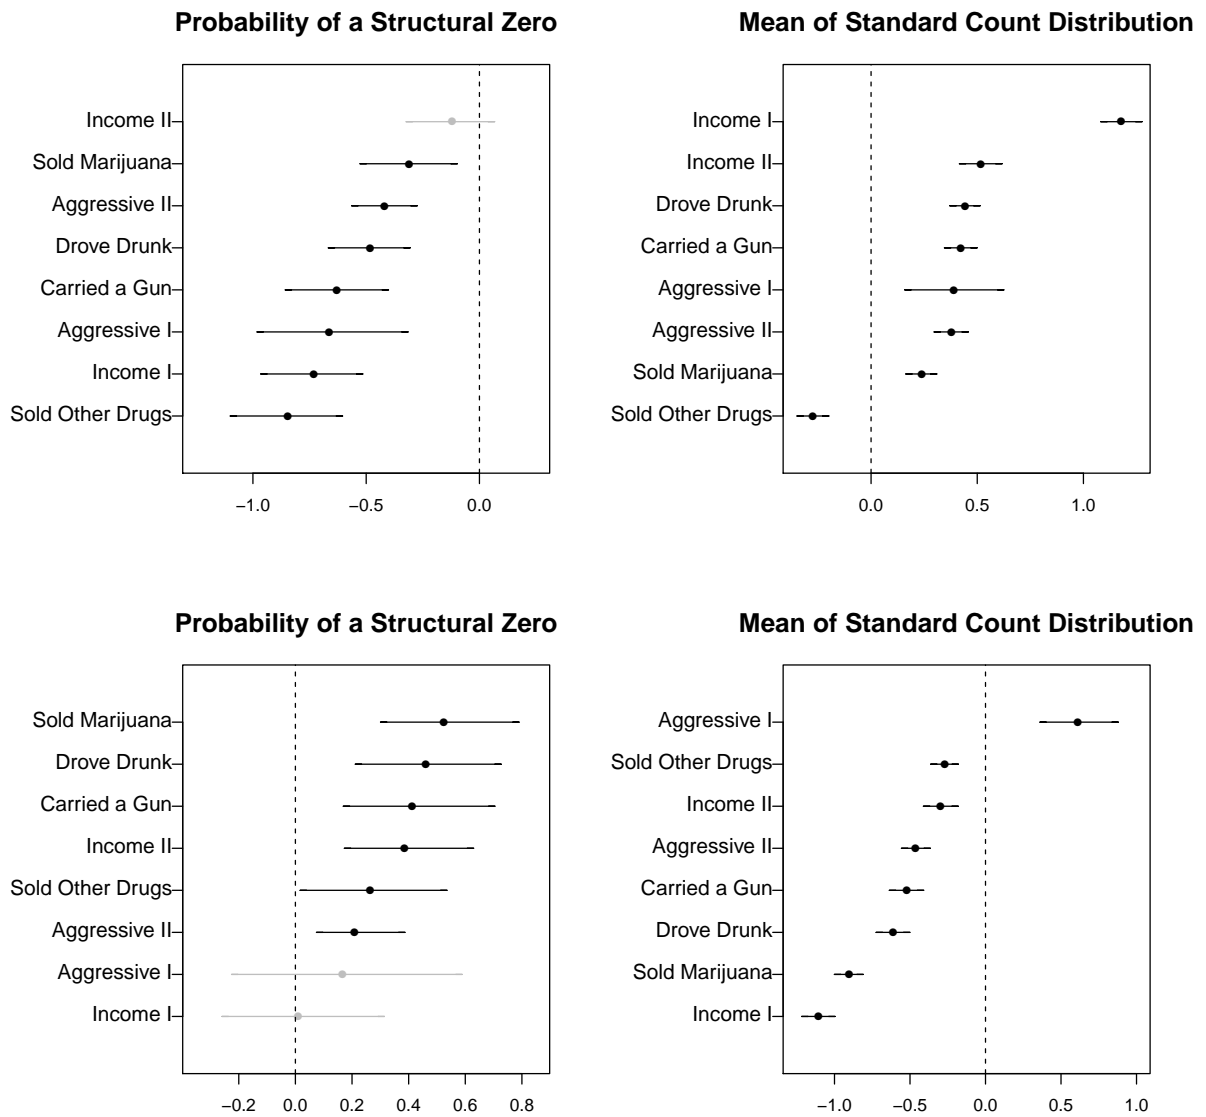 Probability of a Structural Zero
Income II
Sold Marijuana
Aggressive II
Drove Drunk
Carried a Gun
Aggressive I
Income I
Sold Other Drugs
−1.0 −0.5 0.0
Mean of Standard Count Distribution
Income I
Income II
Drove Drunk
Carried a Gun
Aggressive I
Aggressive II
Sold Marijuana
Sold Other Drugs
0.0 0.5 1.0
Probability of a Structural Zero
Sold Marijuana
Drove Drunk
Carried a Gun
Income II
Sold Other Drugs
Aggressive II
Aggressive I
Income I
−0.2 0.0 0.2 0.4 0.6 0.8
Mean of Standard Count Distribution
Aggressive I
Sold Other Drugs
Income II
Aggressive II
Carried a Gun
Drove Drunk
Sold Marijuana
Income I
−1.0 −0.5 0.0 0.5 1.0